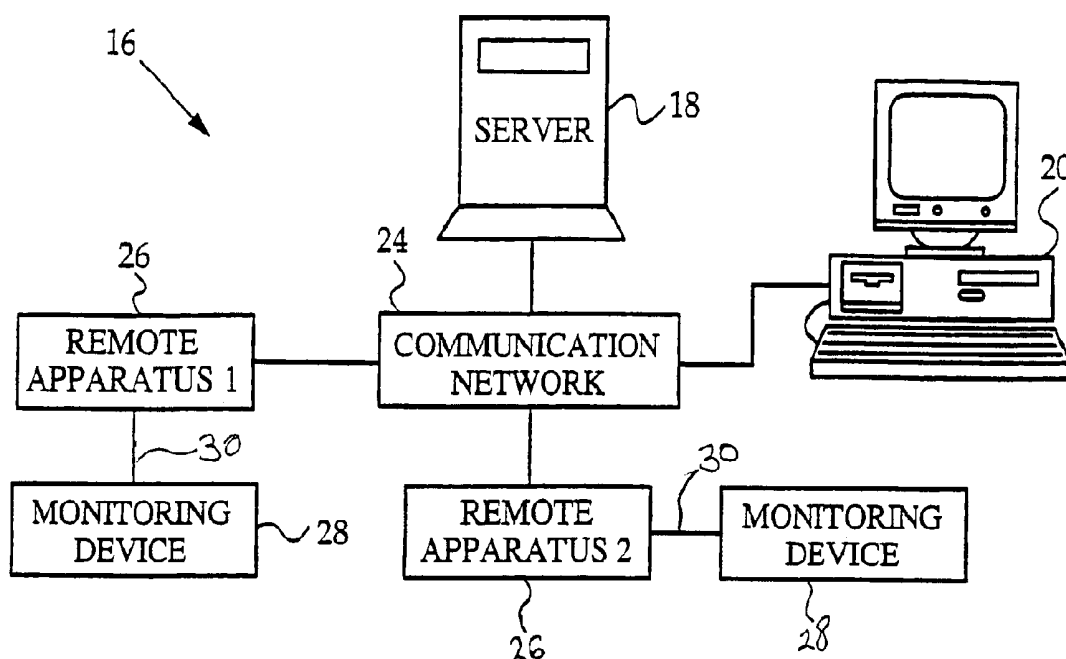 16
SERVER
18
20
24
26
REMOTE
APPARATUS 1
COMMUNICATION
NETWORK
30
MONITORING
DEVICE
28
REMOTE
APPARATUS 2
30
MONITORING
DEVICE
26
28